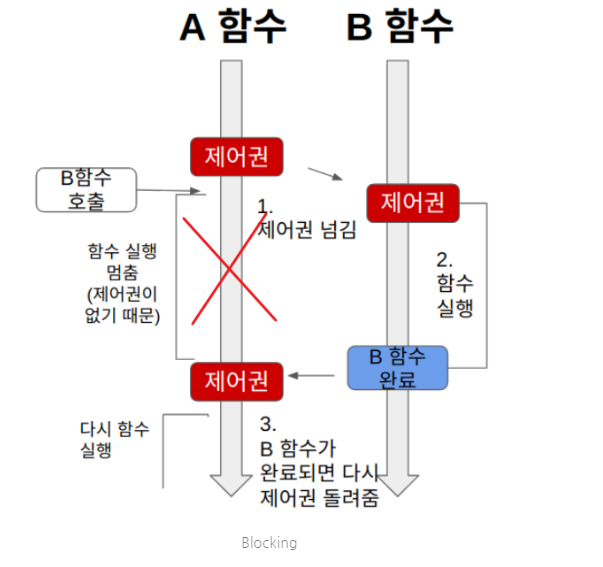 A 함수
B 함수
제어권
B함수
호출
1.
제어권 넘김
제어권
함수 실행
멈춤
(제어권이
없기 때문)
2.
함수
실행
B 함수
완료
제어권
다시 함수
실행
3.
B 함수가
완료되면 다시
제어권 돌려줌
Blocking